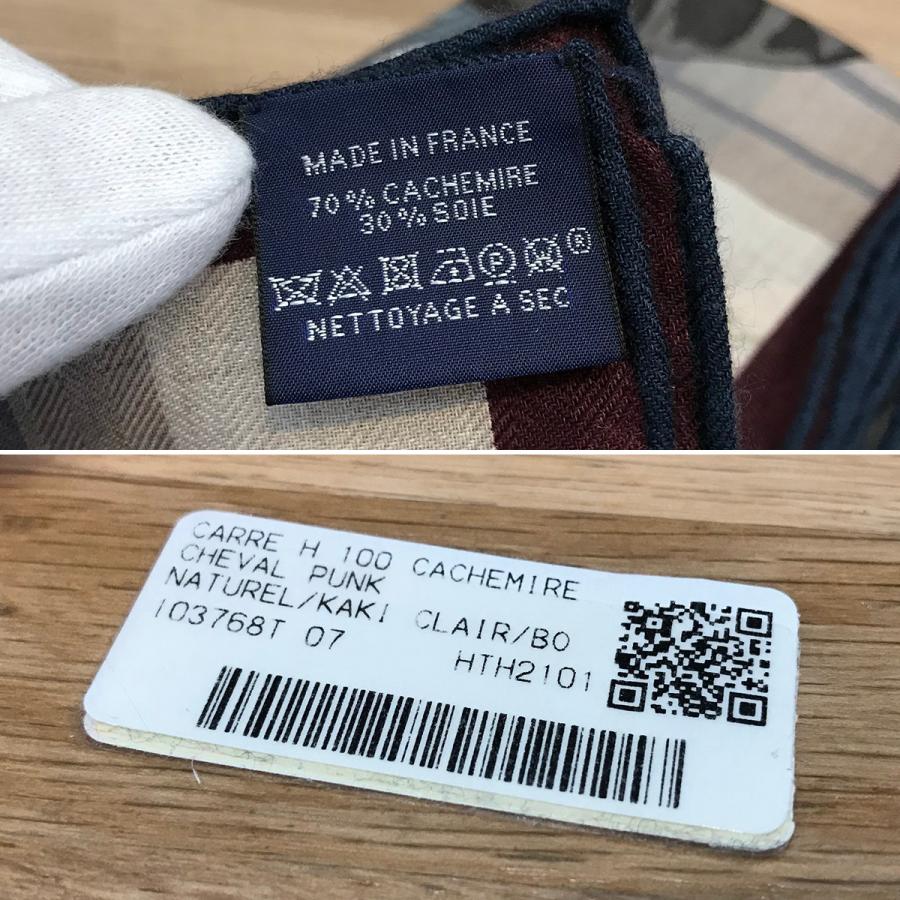 MADE IN FRANCE
70% CACHEMIRE
30% SOIE
P ®
NETTOYAGE A SEC
CARRE H 100 CACHEMIRE
CHEVAL PUNK
NATUREL/KAKI CLAIR/BO
103768T 07
HTH2101